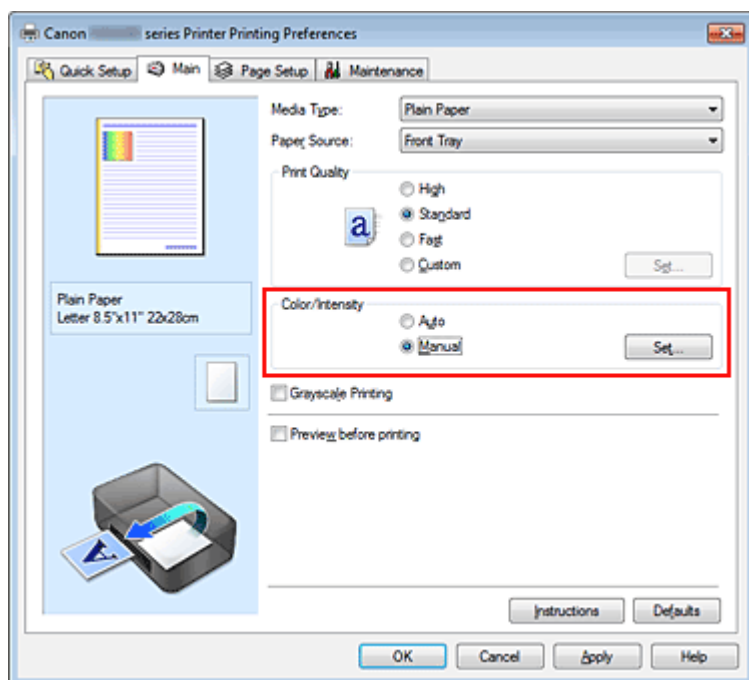 Canon series Printer Printing Preferences
Quick Setup Main Page Setup Maintenance
Media Type: Plain Paper
Paper Source: Front Tray
Print Quality
High
a Standard
Fast
Custom Set...
Plain Paper
Letter 8.5"x11" 22x28cm
Color/Intensity
Auto
Manual Set...
Grayscale Printing
Preview before printing
A
Instructions Defaults
OK Cancel Apply Help